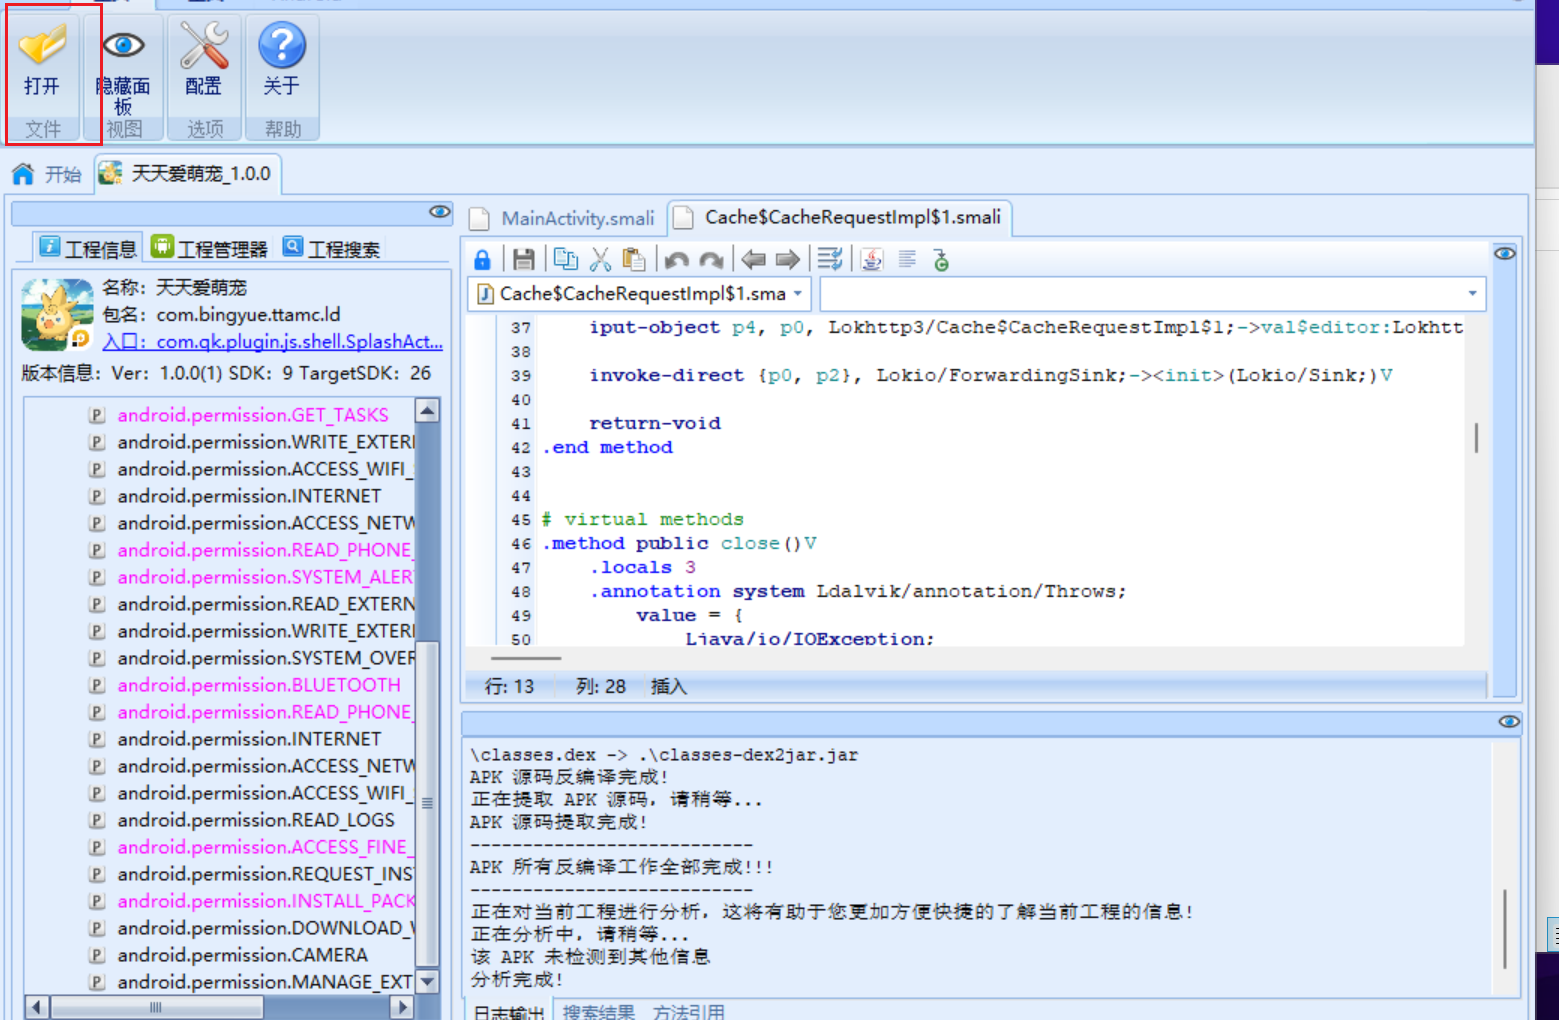 打开
隐藏面
板
配置
关于
文件
视图
选项
帮助
开始
天天爱萌宠_1.0.0
工程信息
工程管理器
工程搜索
名称：天天爱萌宠
包名：com.bingyue.ttamc.ld
入口：com.qk.plugin.js.shell.SplashAct...
版本信息：Ver: 1.0.0(1) SDK: 9 TargetSDK: 26
android.permission.GET_TASKS
android.permission.WRITE_EXTERI
android.permission.ACCESS_WIFI_
android.permission.INTERNET
android.permission.ACCESS_NETW
android.permission.READ_PHONE_
android.permission.SYSTEM_ALER
android.permission.READ_EXTERN
android.permission.WRITE_EXTERI
android.permission.SYSTEM_OVER
android.permission.BLUETOOTH
android.permission.READ_PHONE_
android.permission.INTERNET
android.permission.ACCESS_NETW
android.permission.ACCESS_WIFI_
android.permission.READ_LOGS
android.permission.ACCESS_FINE_
android.permission.REQUEST_INS
android.permission.INSTALL_PACK
android.permission.DOWNLOAD_
android.permission.CAMERA
android.permission.MANAGE_EXT
MainActivity.smali
Cache$CacheRequestImpl$1.smali
Cache$CacheRequestImpl$1.sma
37 iput-object p4, p0, Lokhttp3/Cache$CacheRequestImpl$1;->val$editor:Lokhtt
38
39 invoke-direct {p0, p2}, Lokio/ForwardingSink;-><init>(Lokio/Sink;)V
40
41 return-void
42 .end method
43
44
45 # virtual methods
46 .method public close()V
47 .locals 3
48 .annotation system Ldalvik/annotation/Throws;
49 value = {
50 Ljava/io/IOException;
行: 13 列: 28 插入
\classes.dex -> .\classes-dex2jar.jar
APK 源码反编译完成!
正在提取 APK 源码，请稍等...
APK 源码提取完成!
---------------------------
APK 所有反编译工作全部完成!!!
---------------------------
正在对当前工程进行分析，这将有助于您更加方便快捷的了解当前工程的信息!
正在分析中，请稍等...
该 APK 未检测到其他信息
分析完成!
日志输出 搜索结果 方法引用